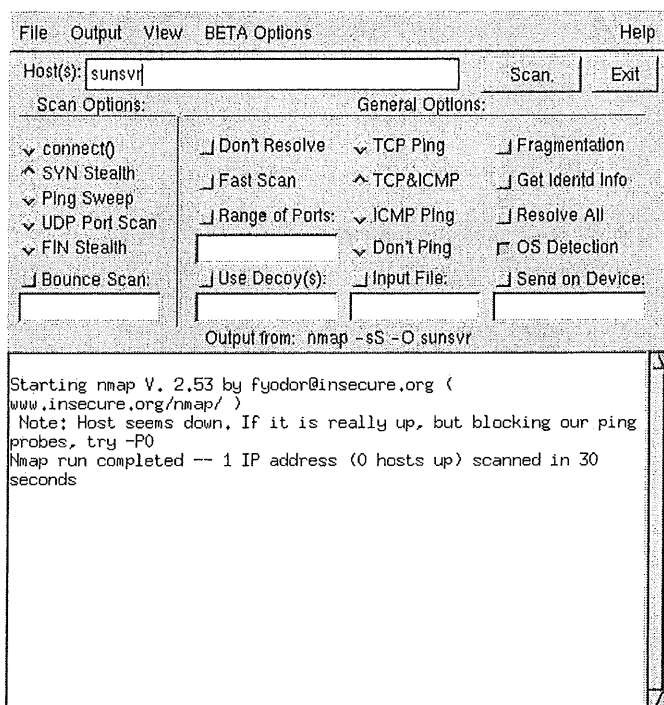 File Output View BETA Options Help
Host(s): sunsvr Scan. Exit
Scan Options: General Options:
connect() Don't Resolve TCP Ping Fragmentation
SYN Stealth Fast Scan TCP&ICMP Get Identd Info
Ping Sweep Range of Ports: ICMP Ping Resolve All
UDP Port Scan
FIN Stealth Don't Ping OS Detection
Bounce Scan: Use Decoy(s): Input File: Send on Device:
Output from: nmap -sS -O sunsvr
Starting nmap V. 2.53 by fyodor@insecure.org (
www.insecure.org/nmap/ )
Note: Host seems down. If it is really up, but blocking our ping
probes, try -P0
Nmap run completed -- 1 IP address (0 hosts up) scanned in 30
seconds